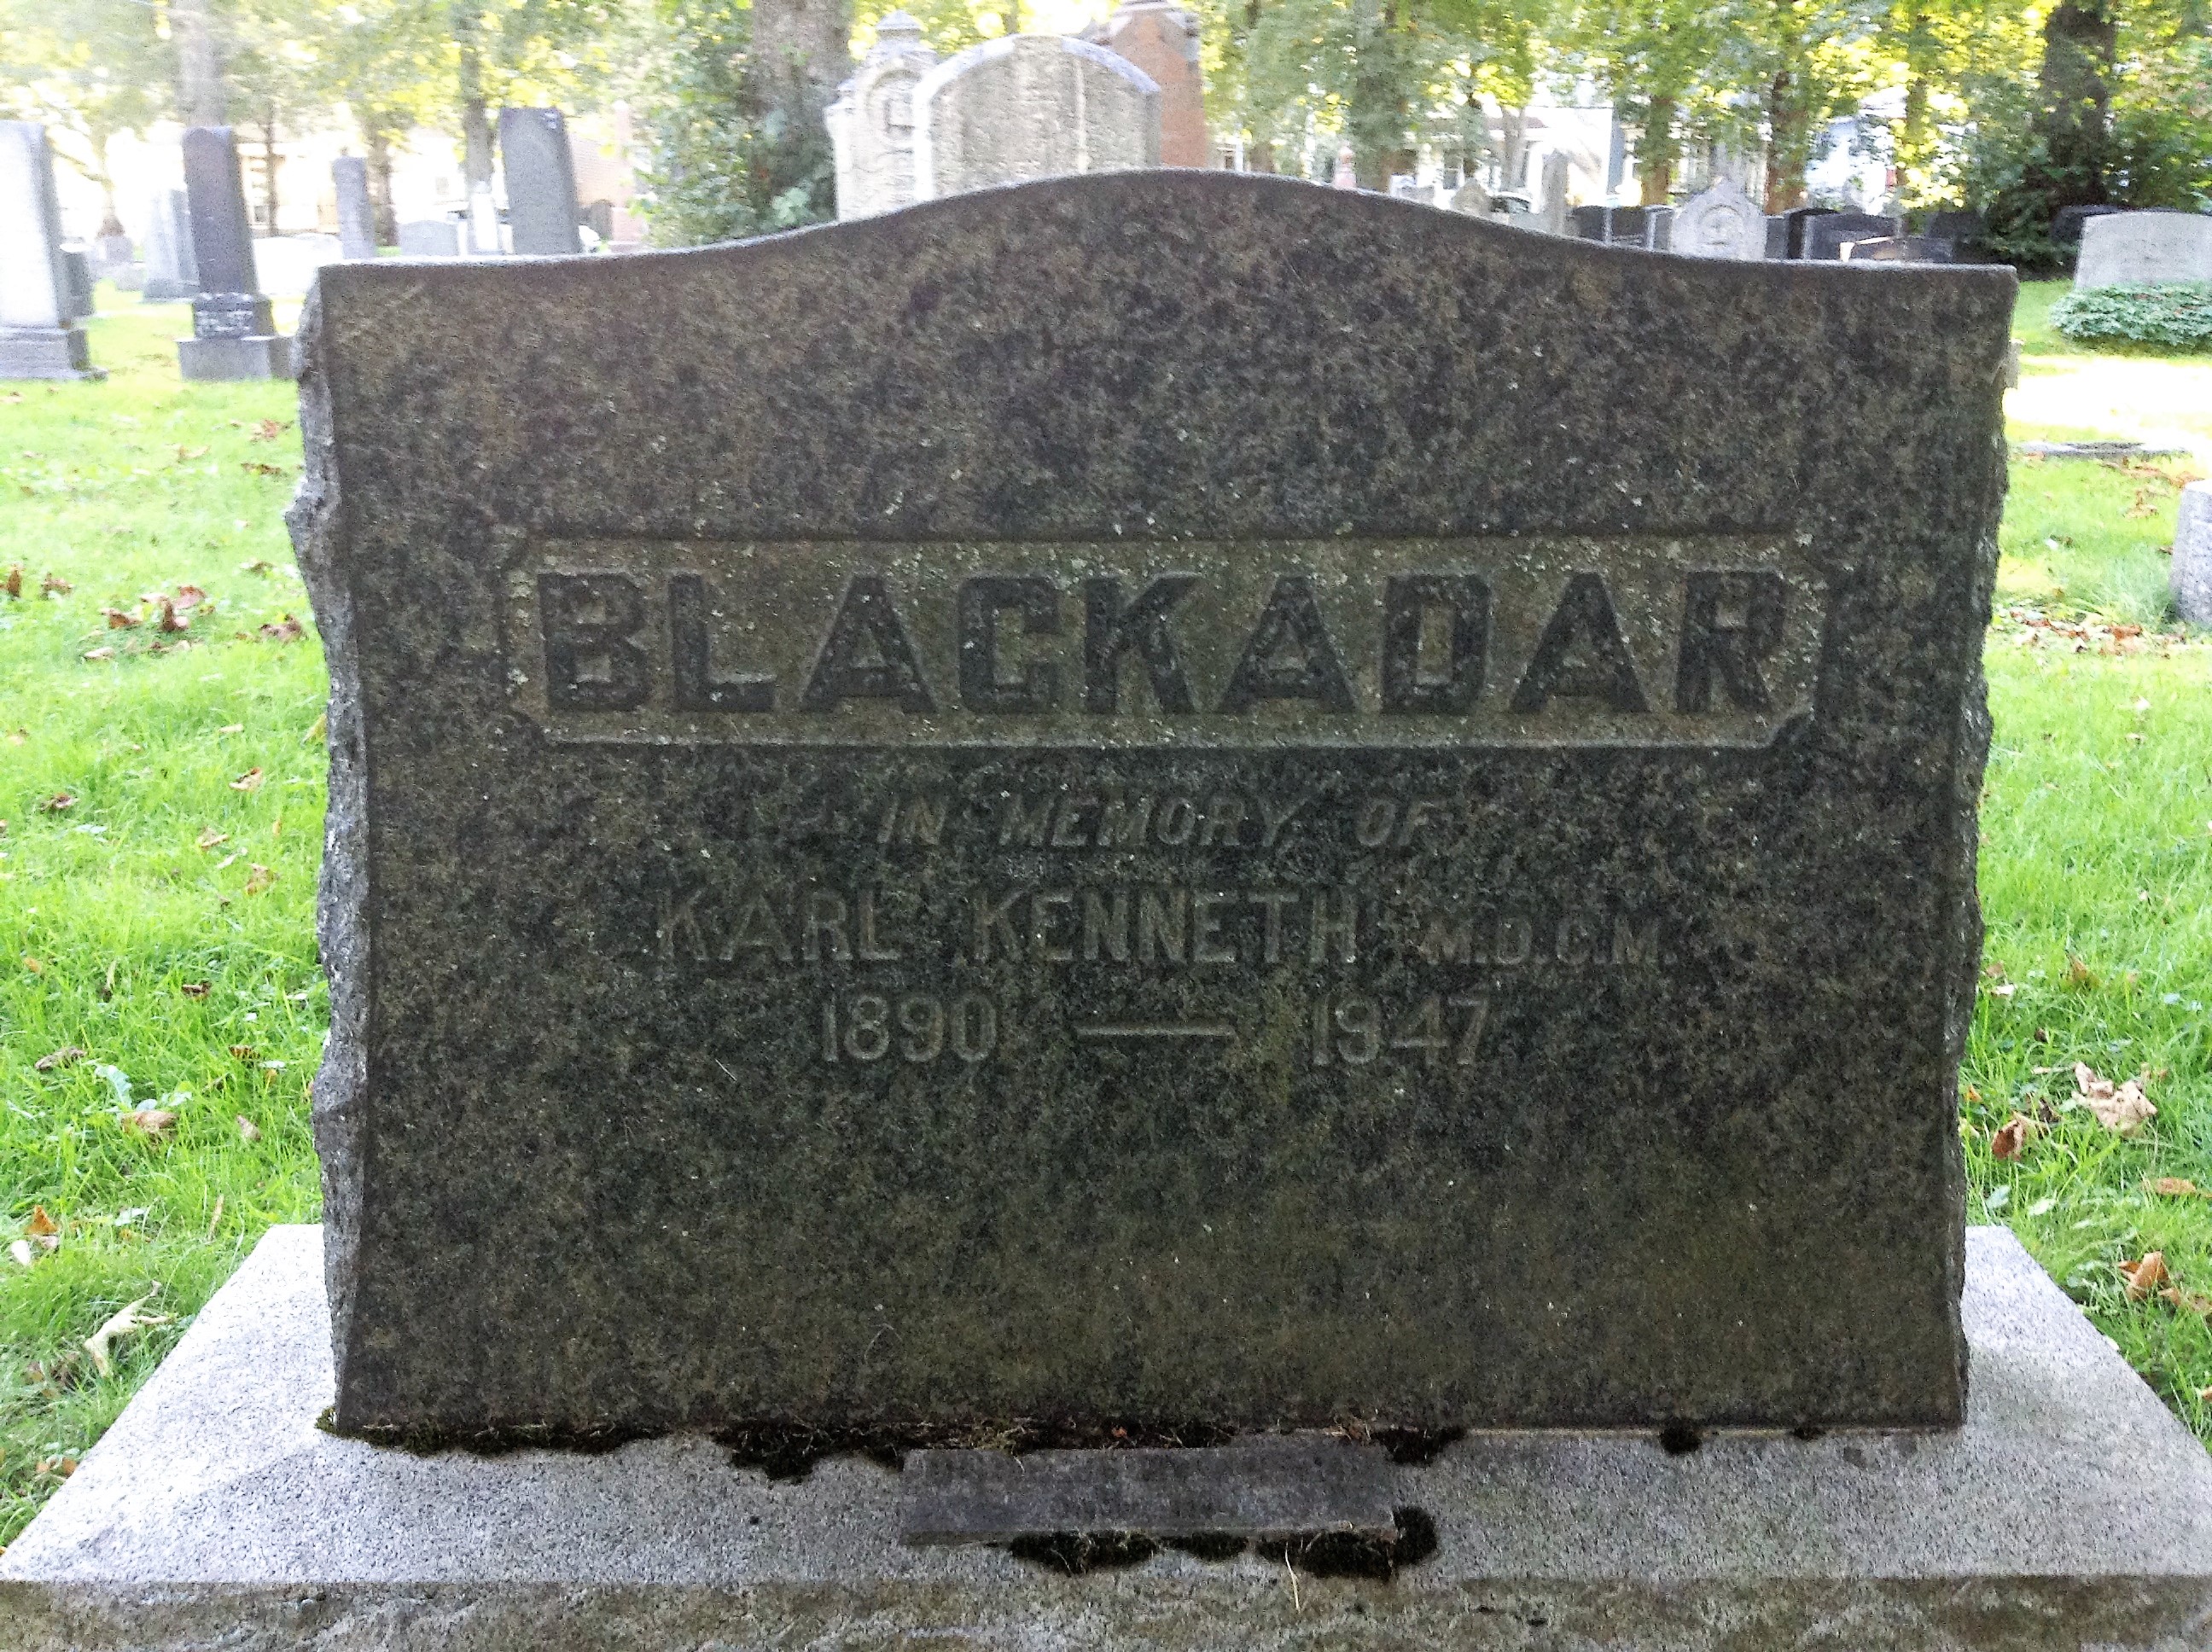 BLACKADAR
IN MEMORY OF
KARL KENNETH M.D.C.M.
1890 — 1947